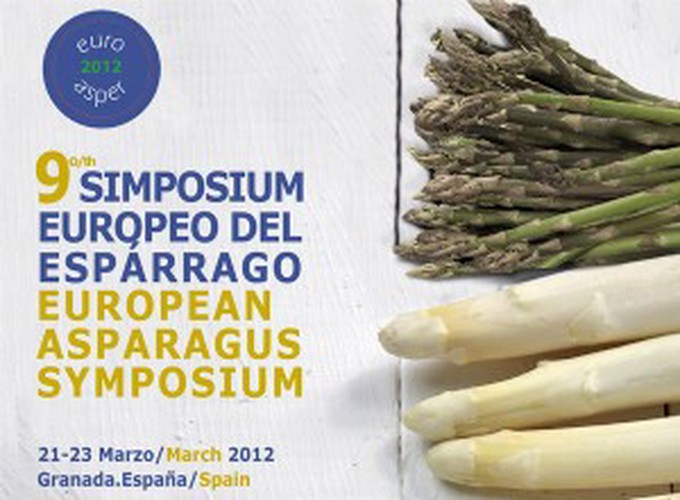 euro
2012
asper
9o/th SIMPOSIUM
EUROPEO DEL
ESPÁRRAGO
EUROPEAN
ASPARAGUS
SYMPOSIUM
21-23 Marzo/March 2012
Granada.España/Spain